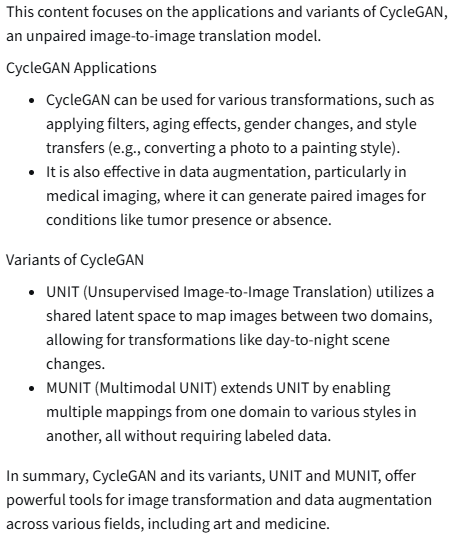 This content focuses on the applications and variants of CycleGAN,
an unpaired image-to-image translation model.
CycleGAN Applications
• CycleGAN can be used for various transformations, such as
applying filters, aging effects, gender changes, and style
transfers (e.g., converting a photo to a painting style).
• It is also effective in data augmentation, particularly in
medical imaging, where it can generate paired images for
conditions like tumor presence or absence.
Variants of CycleGAN
• UNIT (Unsupervised Image-to-Image Translation) utilizes a
shared latent space to map images between two domains,
allowing for transformations like day-to-night scene
changes.
• MUNIT (Multimodal UNIT) extends UNIT by enabling
multiple mappings from one domain to various styles in
another, all without requiring labeled data.
In summary, CycleGAN and its variants, UNIT and MUNIT, offer
powerful tools for image transformation and data augmentation
across various fields, including art and medicine.